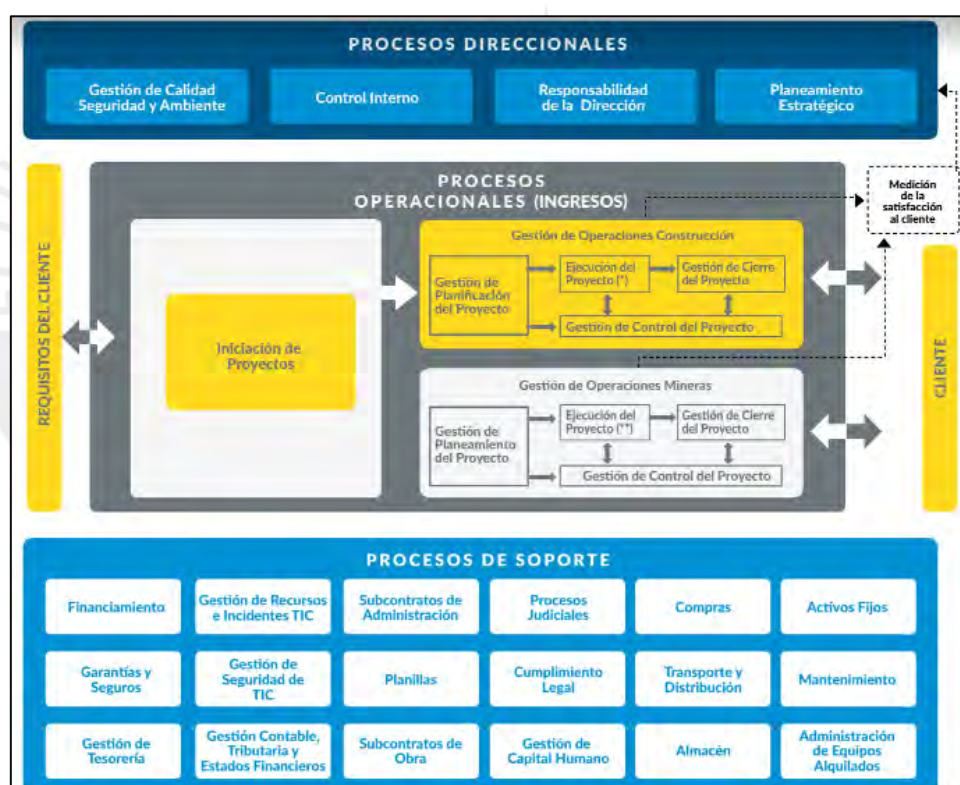 PROCESOS DIRECCIONALES
Gestión de Calidad
Seguridad y Ambiente
Control Interno
Responsabilidad
de la Dirección
Planeamiento
Estratégico
REQUISITOS DEL CLIENTE
PROCESOS
OPERACIONALES (INGRESOS)
Iniciación de
Proyectos
Gestión de Operaciones Construcción
Gestión de
Planificación
del Proyecto
Ejecución del
Proyecto (*)
Gestión de Cierre
del Proyecto
Gestión de Control del Proyecto
Gestión de Operaciones Mineras
Gestión de
Planeamiento
del Proyecto
Ejecución del
Proyecto (**)
Gestión de Cierre
del Proyecto
Gestión de Control del Proyecto
Medición
de la
satisfacción
al cliente
CLIENTE
PROCESOS DE SOPORTE
Financiamiento
Gestión de Recursos
e Incidentes TIC
Subcontratos de
Administración
Procesos
Judiciales
Compras
Activos Fijos
Garantías y
Seguros
Gestión de
Seguridad de
TIC
Planillas
Cumplimiento
Legal
Transporte y
Distribución
Mantenimiento
Gestión de
Tesorería
Gestión Contable,
Tributaria y
Estados Financieros
Subcontratos de
Obra
Gestión de
Capital Humano
Almacén
Administración
de Equipos
Alquilados